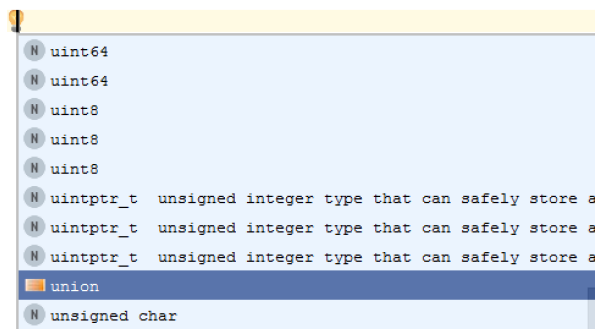 N uint64
N uint64
N uint8
N uint8
N uint8
N uintptr_t unsigned integer type that can safely store a
N uintptr_t unsigned integer type that can safely store a
N uintptr_t unsigned integer type that can safely store a
union
N unsigned char